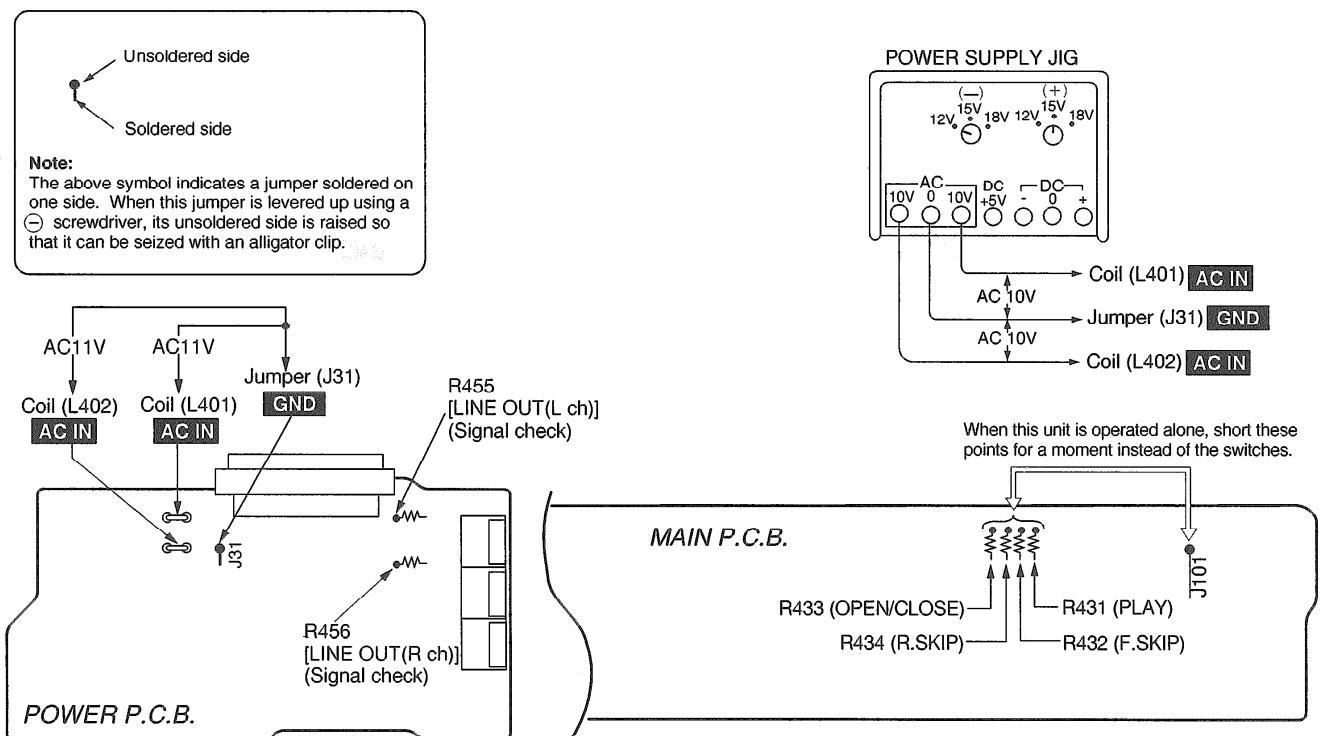 Unsoldered side
Soldered side
Note:
The above symbol indicates a jumper soldered on
one side. When this jumper is levered up using a
⊖ screwdriver, its unsoldered side is raised so
that it can be seized with an alligator clip.
POWER SUPPLY JIG
(—) (+)
12V 15V 18V 12V 15V 18V
AC DC DC
10V 0 10V +5V - 0 +
Coil (L401) AC IN
AC 10V
Jumper (J31) GND
AC 10V
Coil (L402) AC IN
AC11V AC11V
Jumper (J31)
GND
Coil (L402) Coil (L401)
AC IN AC IN
R455
[LINE OUT(L ch)]
(Signal check)
J31
R456
[LINE OUT(R ch)]
(Signal check)
POWER P.C.B.
When this unit is operated alone, short these
points for a moment instead of the switches.
MAIN P.C.B.
J101
R433 (OPEN/CLOSE) R431 (PLAY)
R434 (R.SKIP) R432 (F.SKIP)